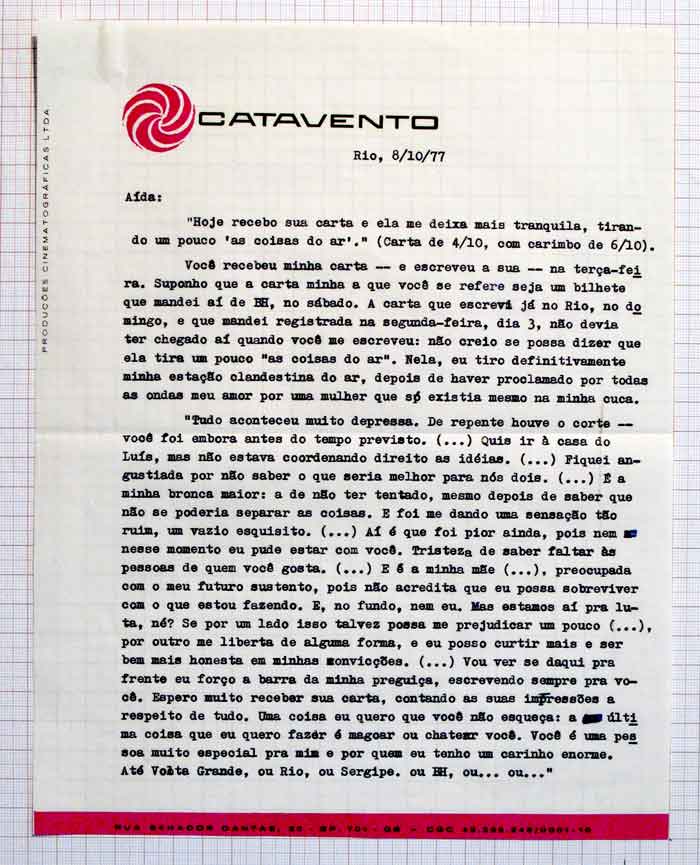 CATAVENTO
PRODUÇÕES CINEMATOGRÁFICAS LTDA
Rio, 8/10/77
Aída:
"Hoje recebo sua carta e ela me deixa mais tranquila, tiran-
do um pouco 'as coisas do ar'." (Carta de 4/10, com carimbo de 6/10).
Você recebeu minha carta -- e escreveu a sua -- na terça-fei
ra. Suponho que a carta minha a que você se refere seja um bilhete
que mandei aí de BH, no sábado. A carta que escrevi já no Rio, no do
mingo, e que mandei registrada na segunda-feira, dia 3, não devia
ter chegado aí quando você me escreveu: não creio se possa dizer que
ela tira um pouco "as coisas do ar". Nela, eu tiro definitivamente
minha estação clandestina do ar, depois de haver proclamado por todas
as ondas meu amor por uma mulher que só existia mesmo na minha cuca.
"Tudo aconteceu muito depressa. De repente houve o corte --
você foi embora antes do tempo previsto. (...) Quis ir à casa do
Luís, mas não estava coordenando direito as idéias. (...) Fiquei an-
gustiada por não saber o que seria melhor para nós dois. (...) E a
minha bronca maior: a de não ter tentado, mesmo depois de saber que
não se poderia separar as coisas. E foi me dando uma sensação tão
ruim, um vazio esquisito. (...) Aí é que foi pior ainda, pois nem
nesse momento eu pude estar com você. Tristeza de saber faltar às
pessoas de quem você gosta. (...) E é a minha mãe (...), preocupada
com o meu futuro sustento, pois não acredita que eu possa sobreviver
com o que estou fazendo. E, no fundo, nem eu. Mas estamos aí pra lu-
ta, né? Se por um lado isso talvez possa me prejudicar um pouco (...),
por outro me liberta de alguma forma, e eu posso curtir mais e ser
bem mais honesta em minhas convicções. (...) Vou ver se daqui pra
frente eu forço a barra da minha preguiça, escrevendo sempre pra vo-
cê. Espero muito receber sua carta, contando as suas impressões a
respeito de tudo. Uma coisa eu quero que você não esqueça: a últi
ma coisa que eu quero fazer é magoar ou chatear você. Você é uma pes
soa muito especial pra mim e por quem eu tenho um carinho enorme.
Até Volta Grande, ou Rio, ou Sergipe. ou BH, ou... ou..."
RUA SENADOR DANTAS, 20 - GR.